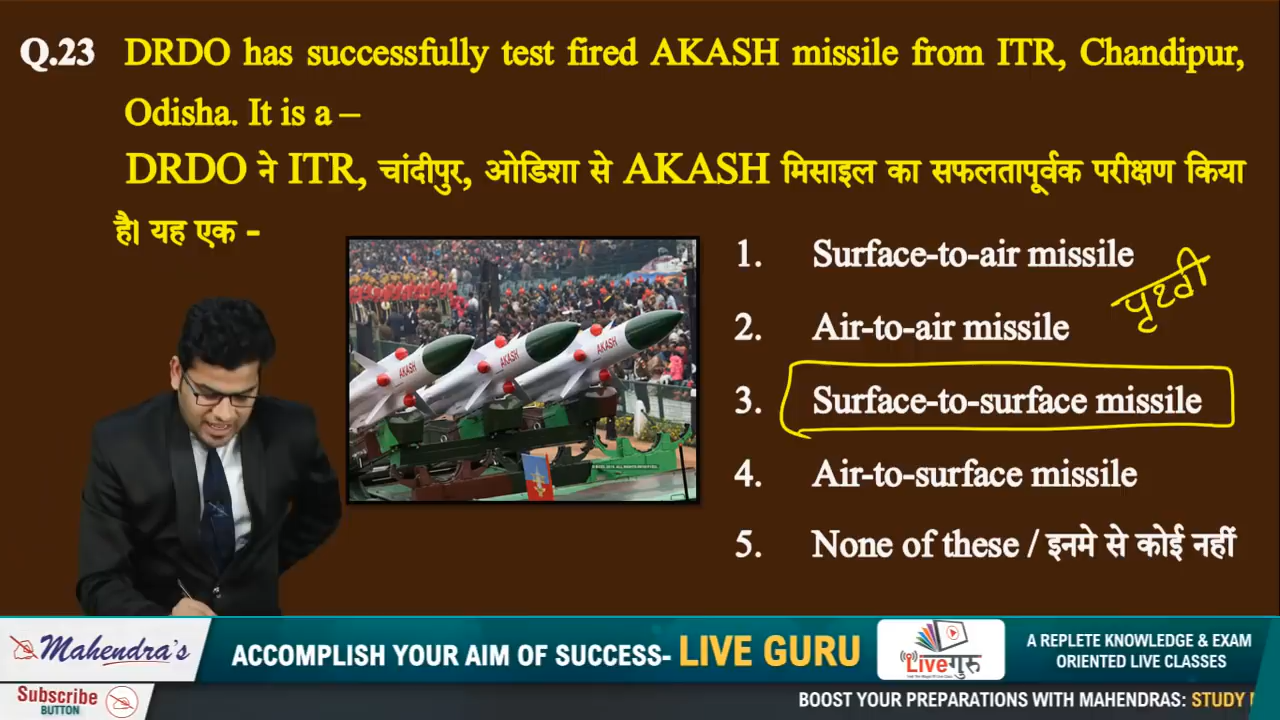 Q.23 DRDO has successfully test fired AKASH missile from ITR, Chandipur,
Odisha. It is a –
DRDO ने ITR, चांदीपुर, ओडिशा से AKASH मिसाइल का सफलतापूर्वक परीक्षण किया
है। यह एक -
1. Surface-to-air missile
पृथ्वी
2. Air-to-air missile
3. Surface-to-surface missile
4. Air-to-surface missile
5. None of these / इनमे से कोई नहीं
AKASH
AKASH
AKASH
Mahendra's
ACCOMPLISH YOUR AIM OF SUCCESS- LIVE GURU
Live गुरु
A REPLETE KNOWLEDGE & EXAM
ORIENTED LIVE CLASSES
Subscribe
BUTTON
BOOST YOUR PREPARATIONS WITH MAHENDRAS: STUDY